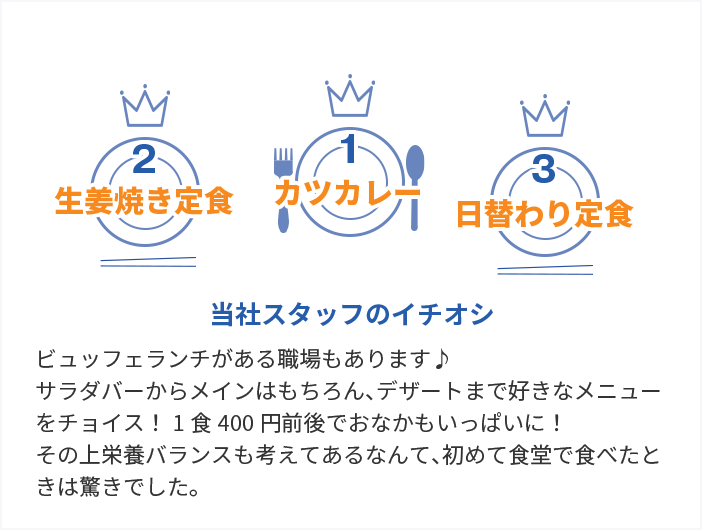 2
生姜焼き定食
1
カツカレー
3
日替わり定食
当社スタッフのイチオシ
ビュッフェランチがある職場もあります♪
サラダバーからメインはもちろん、デザートまで好きなメニュー
をチョイス！ 1 食 400 円前後でおなかもいっぱいに！
その上栄養バランスも考えてあるなんて、初めて食堂で食べたと
きは驚きでした。